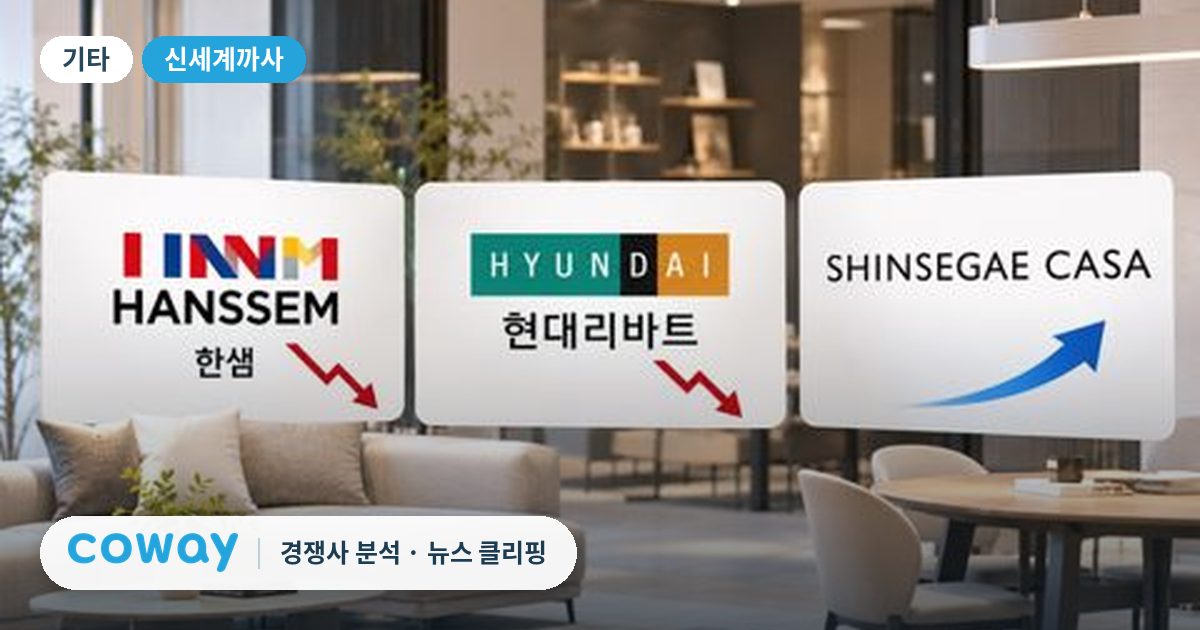 기타
신세계까사
HANSSEM
한샘
HYUNDAI
현대리바트
SHINSEGAE CASA
coway
경쟁사 분석 · 뉴스 클리핑